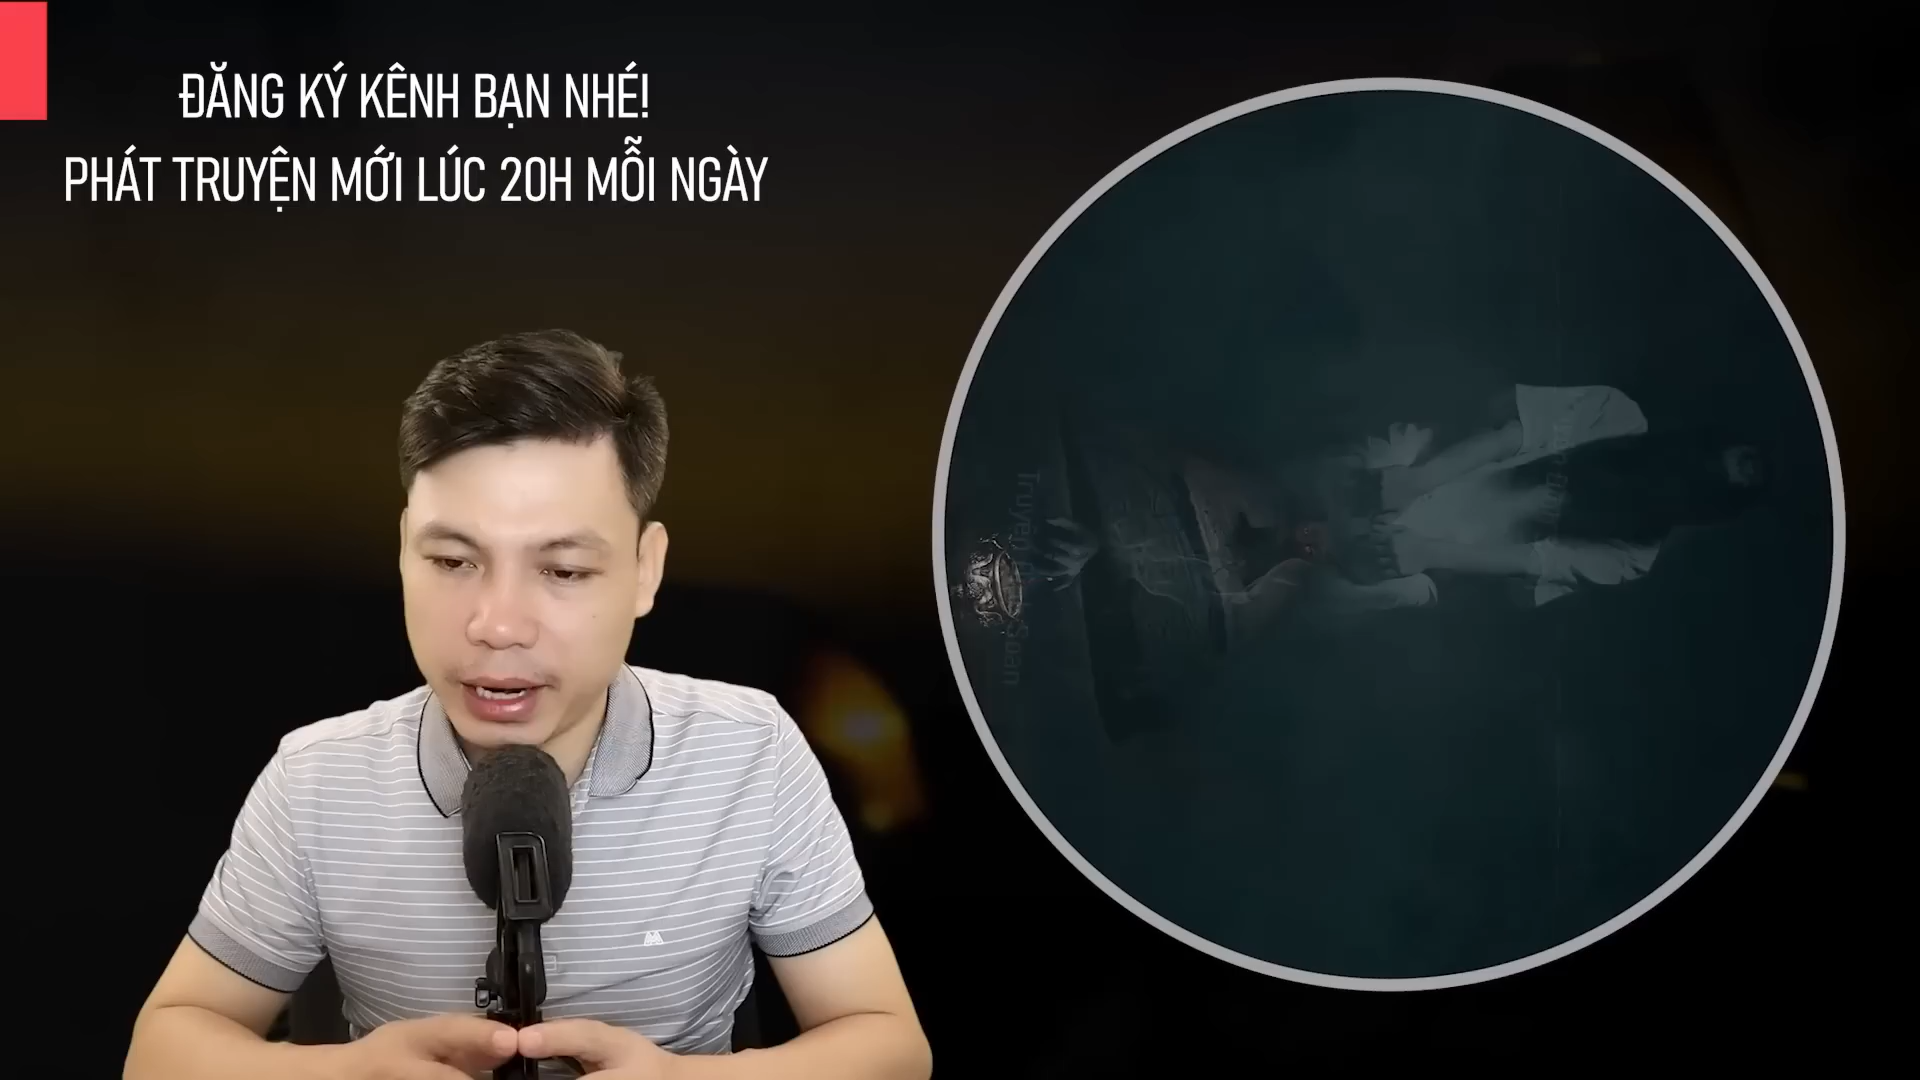 ĐĂNG KÝ KÊNH BẠN NHÉ!
PHÁT TRUYỆN MỚI LÚC 20H MỖI NGÀY